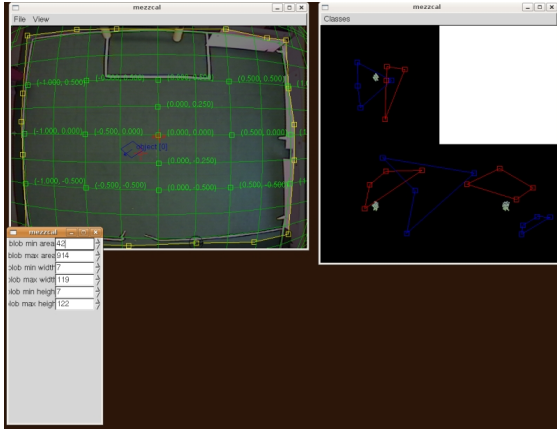 mezzcal
File View
(-1.000, 0.500)
(-0.500, 0.500)
(0.000, 0.500)
(0.500, 0.500)
(0.000, 0.250)
(-1.000, 0.000)
(-0.500, 0.000)
(0.000, 0.000)
(0.500, 0.000)
object [0]
(0.000, -0.250)
(-1.000, -0.500)
(-0.500, -0.500)
(0.000, -0.500)
(0.500, -0.500)
mezzcal
Classes
mezzcal
blob min area 42
blob max area 914
blob min width 7
blob max width 119
blob min heigh 7
blob max heigh 122